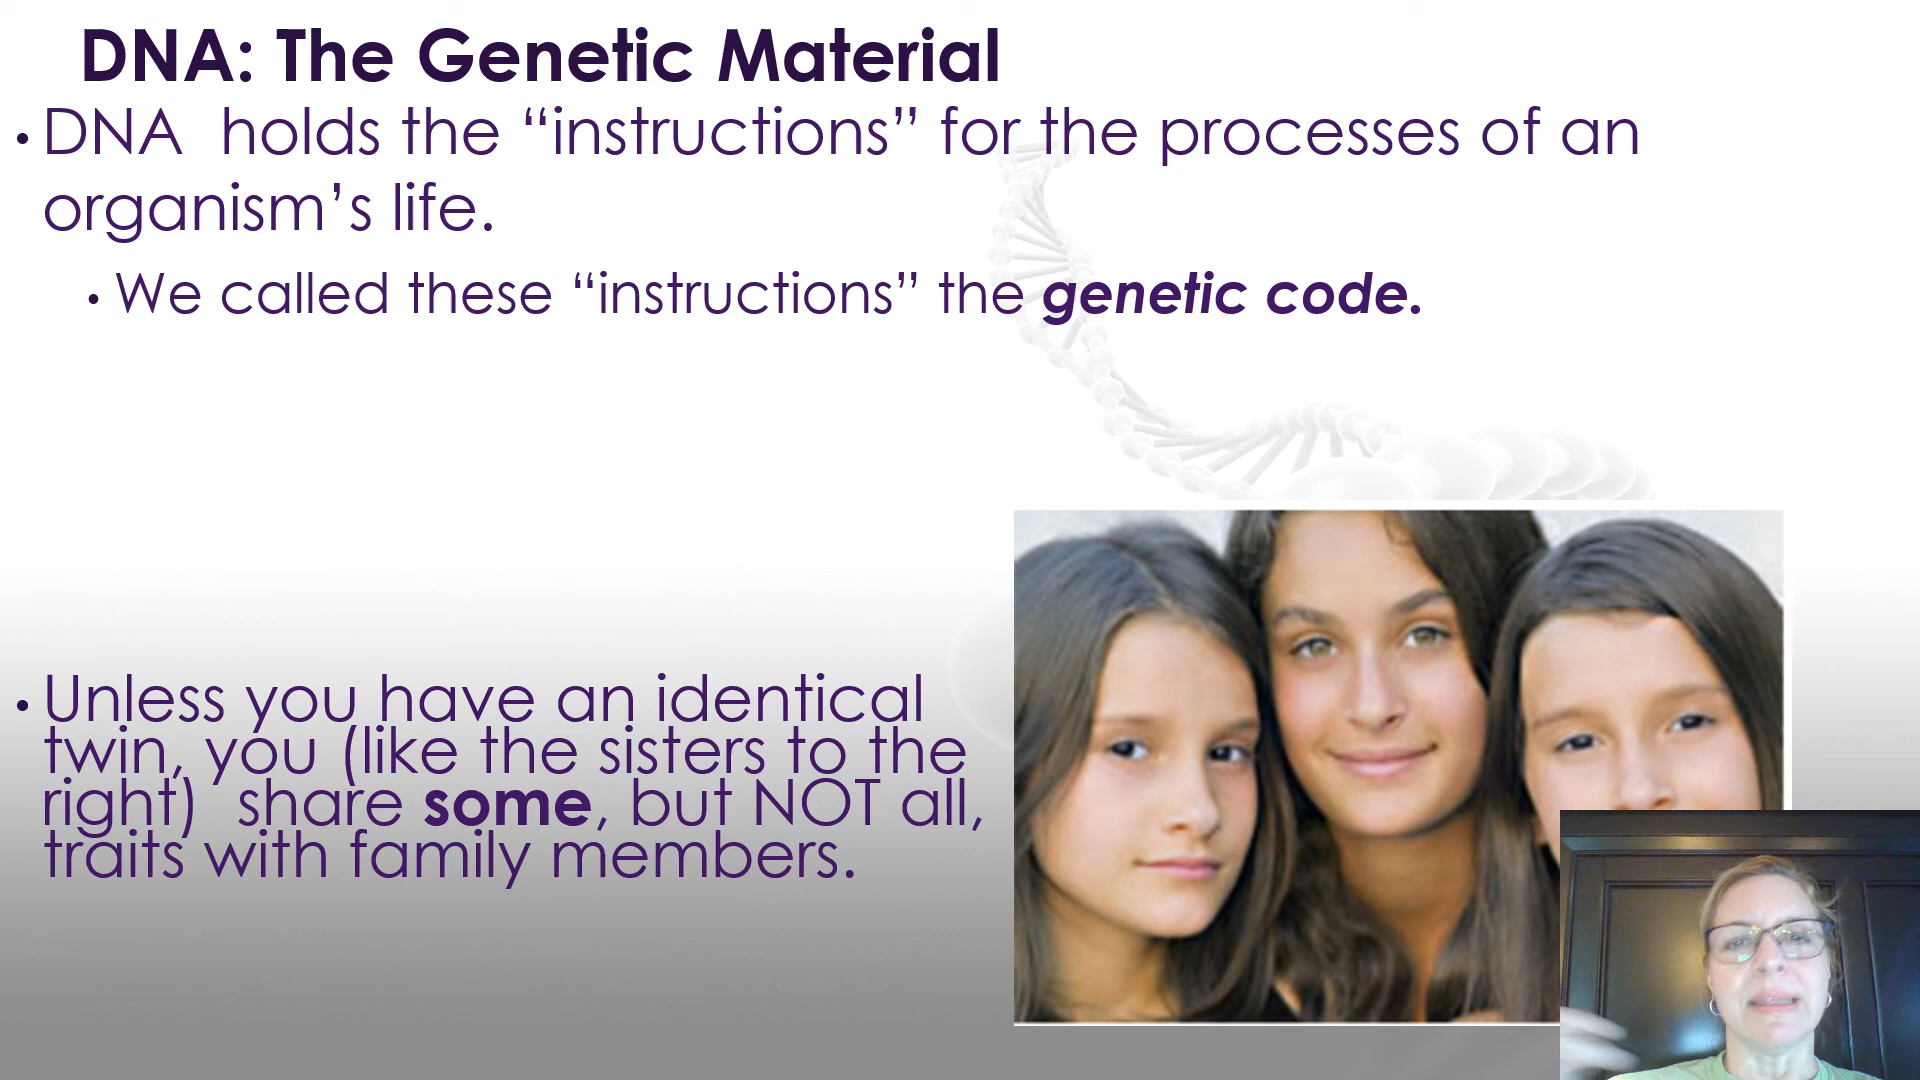 DNA: The Genetic Material
• DNA  holds the “instructions” for the processes of an
organism’s life.
• We called these “instructions” the genetic code.
• Unless you have an identical
twin, you (like the sisters to the
right)  share some, but NOT all,
traits with family members.